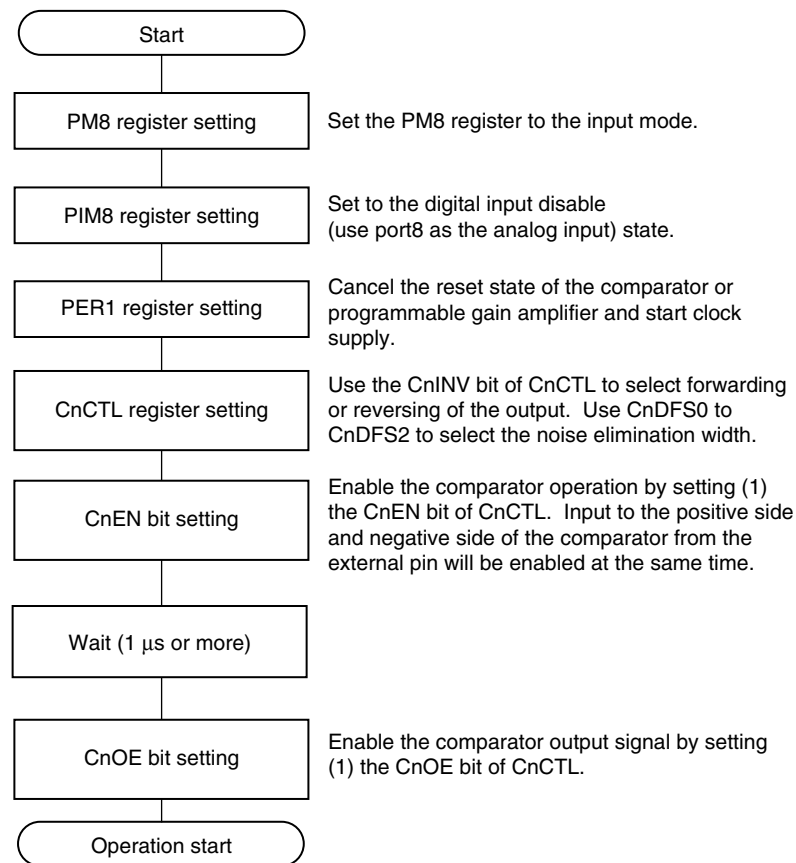 Start
PM8 register setting
Set the PM8 register to the input mode.
PIM8 register setting
Set to the digital input disable
(use port8 as the analog input) state.
PER1 register setting
Cancel the reset state of the comparator or
programmable gain amplifier and start clock
supply.
CnCTL register setting
Use the CnINV bit of CnCTL to select forwarding
or reversing of the output. Use CnDFS0 to
CnDFS2 to select the noise elimination width.
CnEN bit setting
Enable the comparator operation by setting (1)
the CnEN bit of CnCTL. Input to the positive side
and negative side of the comparator from the
external pin will be enabled at the same time.
Wait (1 μs or more)
CnOE bit setting
Enable the comparator output signal by setting
(1) the CnOE bit of CnCTL.
Operation start